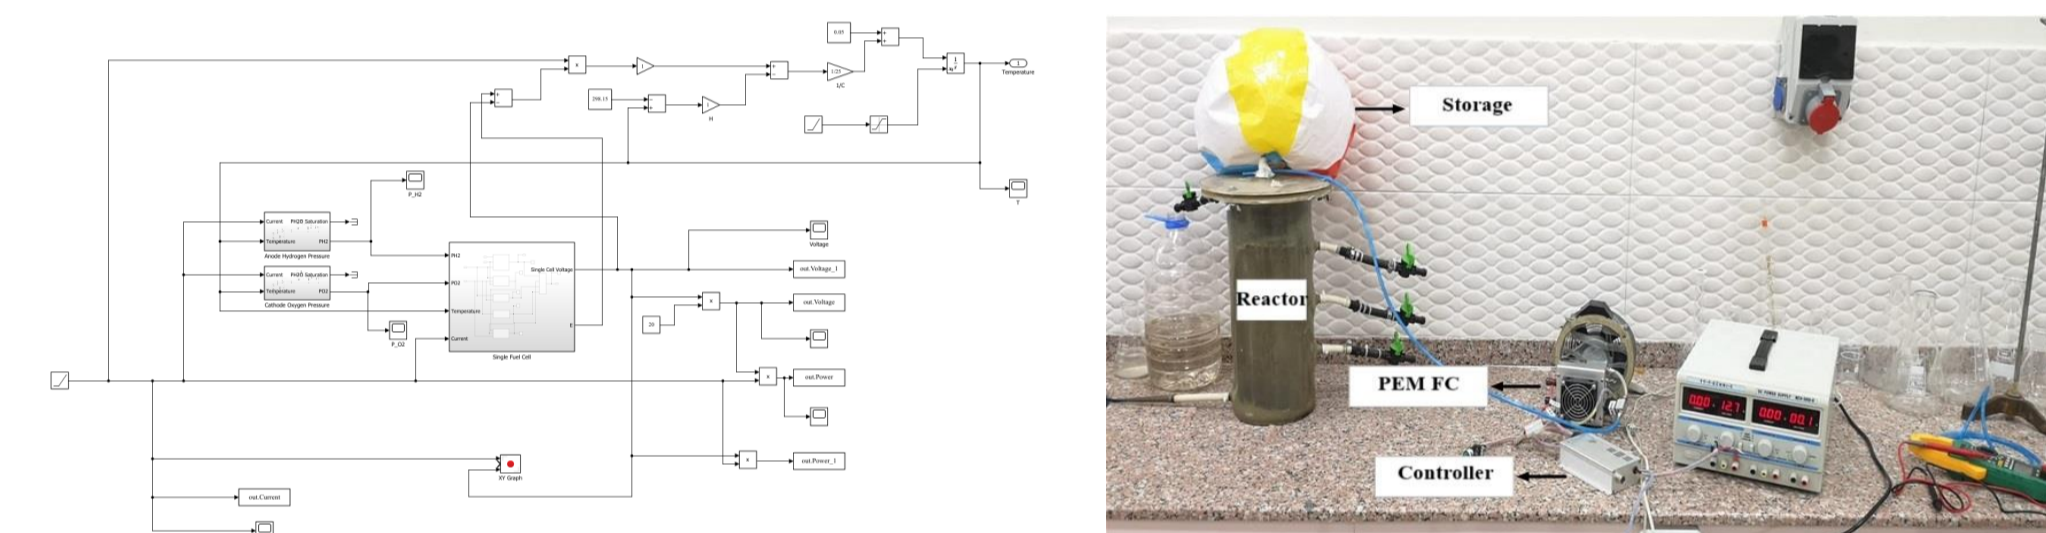 0.05
1/25
1/C
Temperature
298.15
H
T
P_H2
Current
PH2O Saturation
Temperature
PH2
Anode Hydrogen Pressure
Current
PH2O Saturation
Temperature
PO2
Cathode Oxygen Pressure
P_O2
PH2
PO2
Temperature
Current
Single Cell Voltage
E
Single Fuel Cell
Voltage
out.Voltage_1
out.Voltage
20
out.Power
out.Power_1
XY Graph
out.Current
Storage
Reactor
PEM FC
Controller